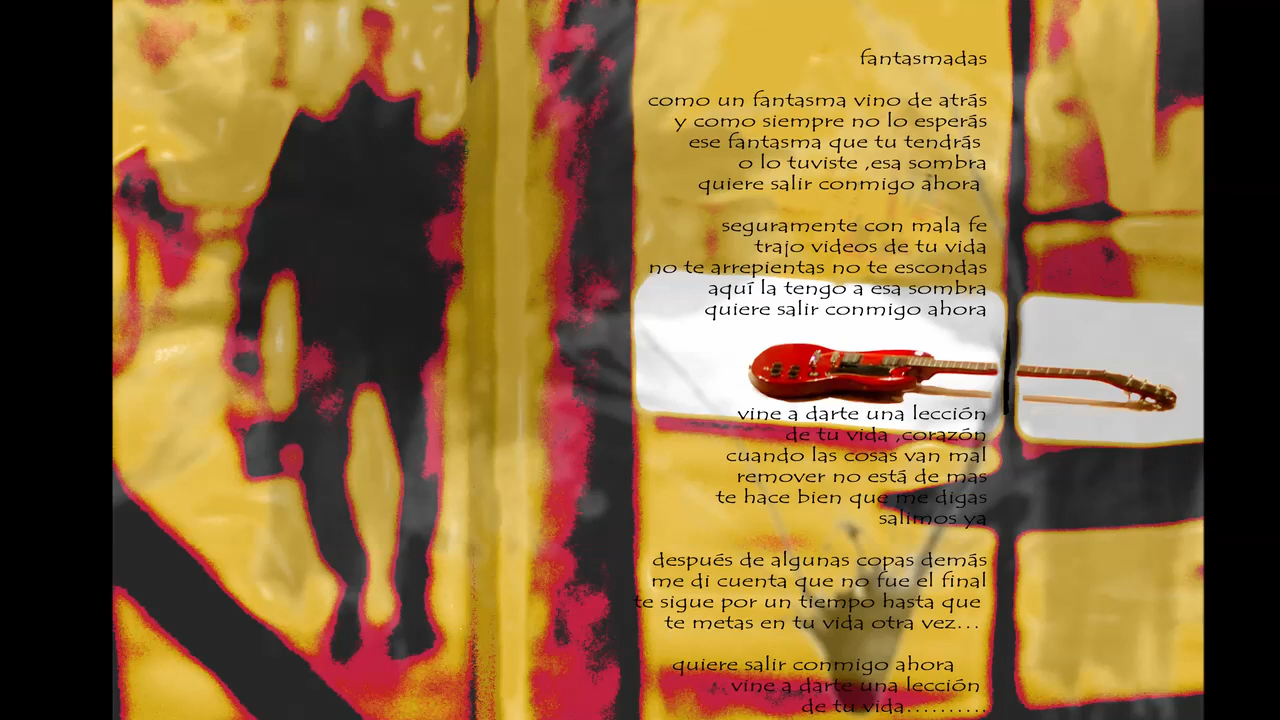 fantasmadas
como un fantasma vino de atrás
y como siempre no lo esperás
ese fantasma que tu tendrás
o lo tuviste ,esa sombra
quiere salir conmigo ahora
seguramente con mala fe
trajo videos de tu vida
no te arrepientas no te escondas
aquí la tengo a esa sombra
quiere salir conmigo ahora
vine a darte una lección
de tu vida ,corazón
cuando las cosas van mal
remover no está de mas
te hace bien que me digas
salimos ya
después de algunas copas demás
me di cuenta que no fue el final
te sigue por un tiempo hasta que
te metas en tu vida otra vez...
quiere salir conmigo ahora
vine a darte una lección
de tu vida..........